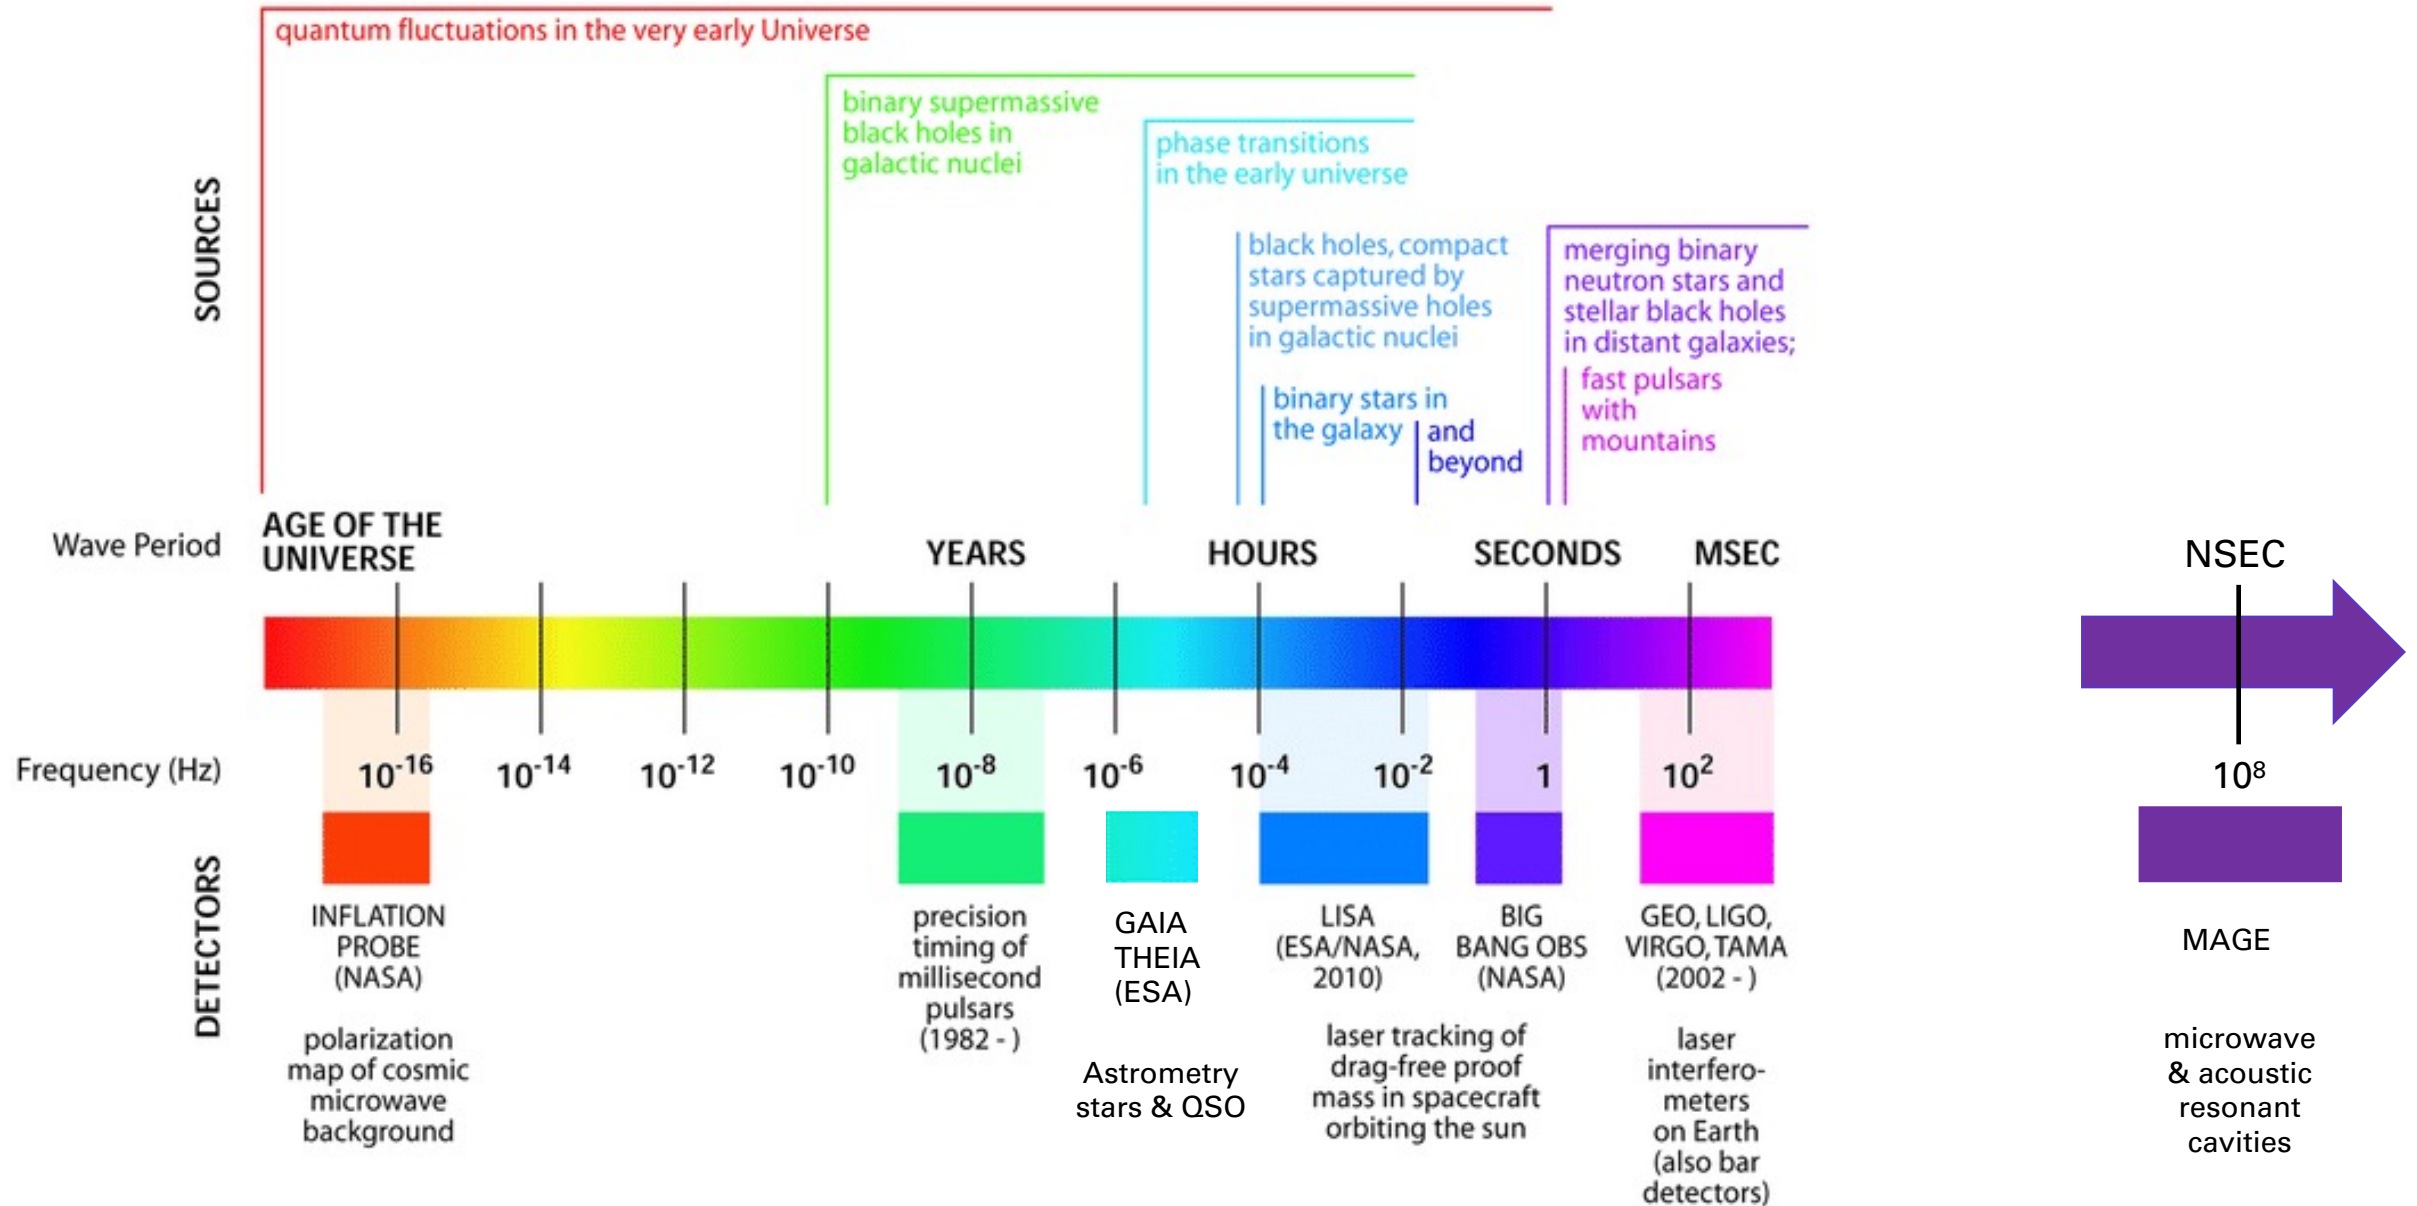 quantum fluctuations in the very early Universe
binary supermassive
black holes in
galactic nuclei
phase transitions
in the early universe
black holes, compact
stars captured by
supermassive holes
in galactic nuclei
merging binary
neutron stars and
stellar black holes
in distant galaxies;
fast pulsars
with
mountains
binary stars in
the galaxy
and
beyond
SOURCES
Wave Period
AGE OF THE
UNIVERSE
YEARS
HOURS
SECONDS
MSEC
NSEC
Frequency (Hz)
10⁻¹⁶
10⁻¹⁴
10⁻¹²
10⁻¹⁰
10⁻⁸
10⁻⁶
10⁻⁴
10⁻²
1
10²
10⁸
DETECTORS
INFLATION
PROBE
(NASA)
polarization
map of cosmic
microwave
background
precision
timing of
millisecond
pulsars
(1982 - )
GAIA
THEIA
(ESA)
Astrometry
stars & QSO
LISA
(ESA/NASA,
2010)
BIG
BANG OBS
(NASA)
laser tracking of
drag-free proof
mass in spacecraft
orbiting the sun
GEO, LIGO,
VIRGO, TAMA
(2002 - )
laser
interfero-
meters
on Earth
(also bar
detectors)
MAGE
microwave
& acoustic
resonant
cavities